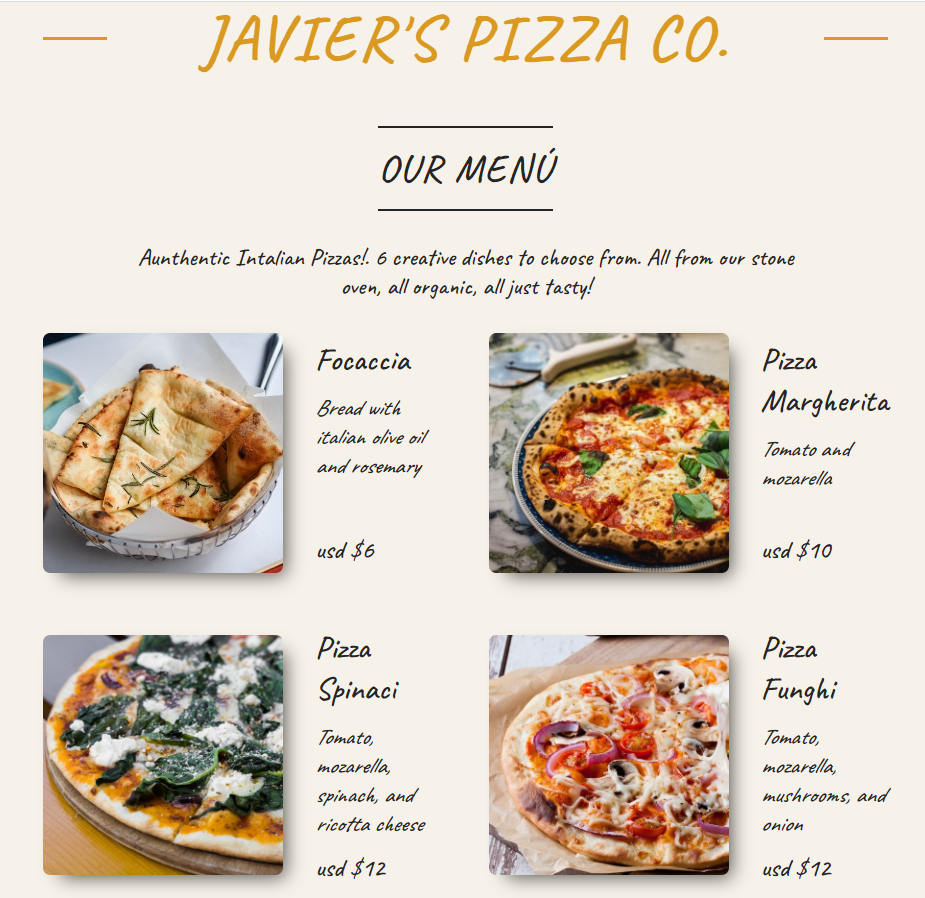 JAVIER'S PIZZA CO.
OUR MENÚ
Aunthentic Intalian Pizzas!. 6 creative dishes to choose from. All from our stone
oven, all organic, all just tasty!
Focaccia
Bread with
italian olive oil
and rosemary
usd $6
Pizza
Margherita
Tomato and
mozarella
usd $10
Pizza
Spinaci
Tomato,
mozarella,
spinach, and
ricotta cheese
usd $12
Pizza
Funghi
Tomato,
mozarella,
mushrooms, and
onion
usd $12